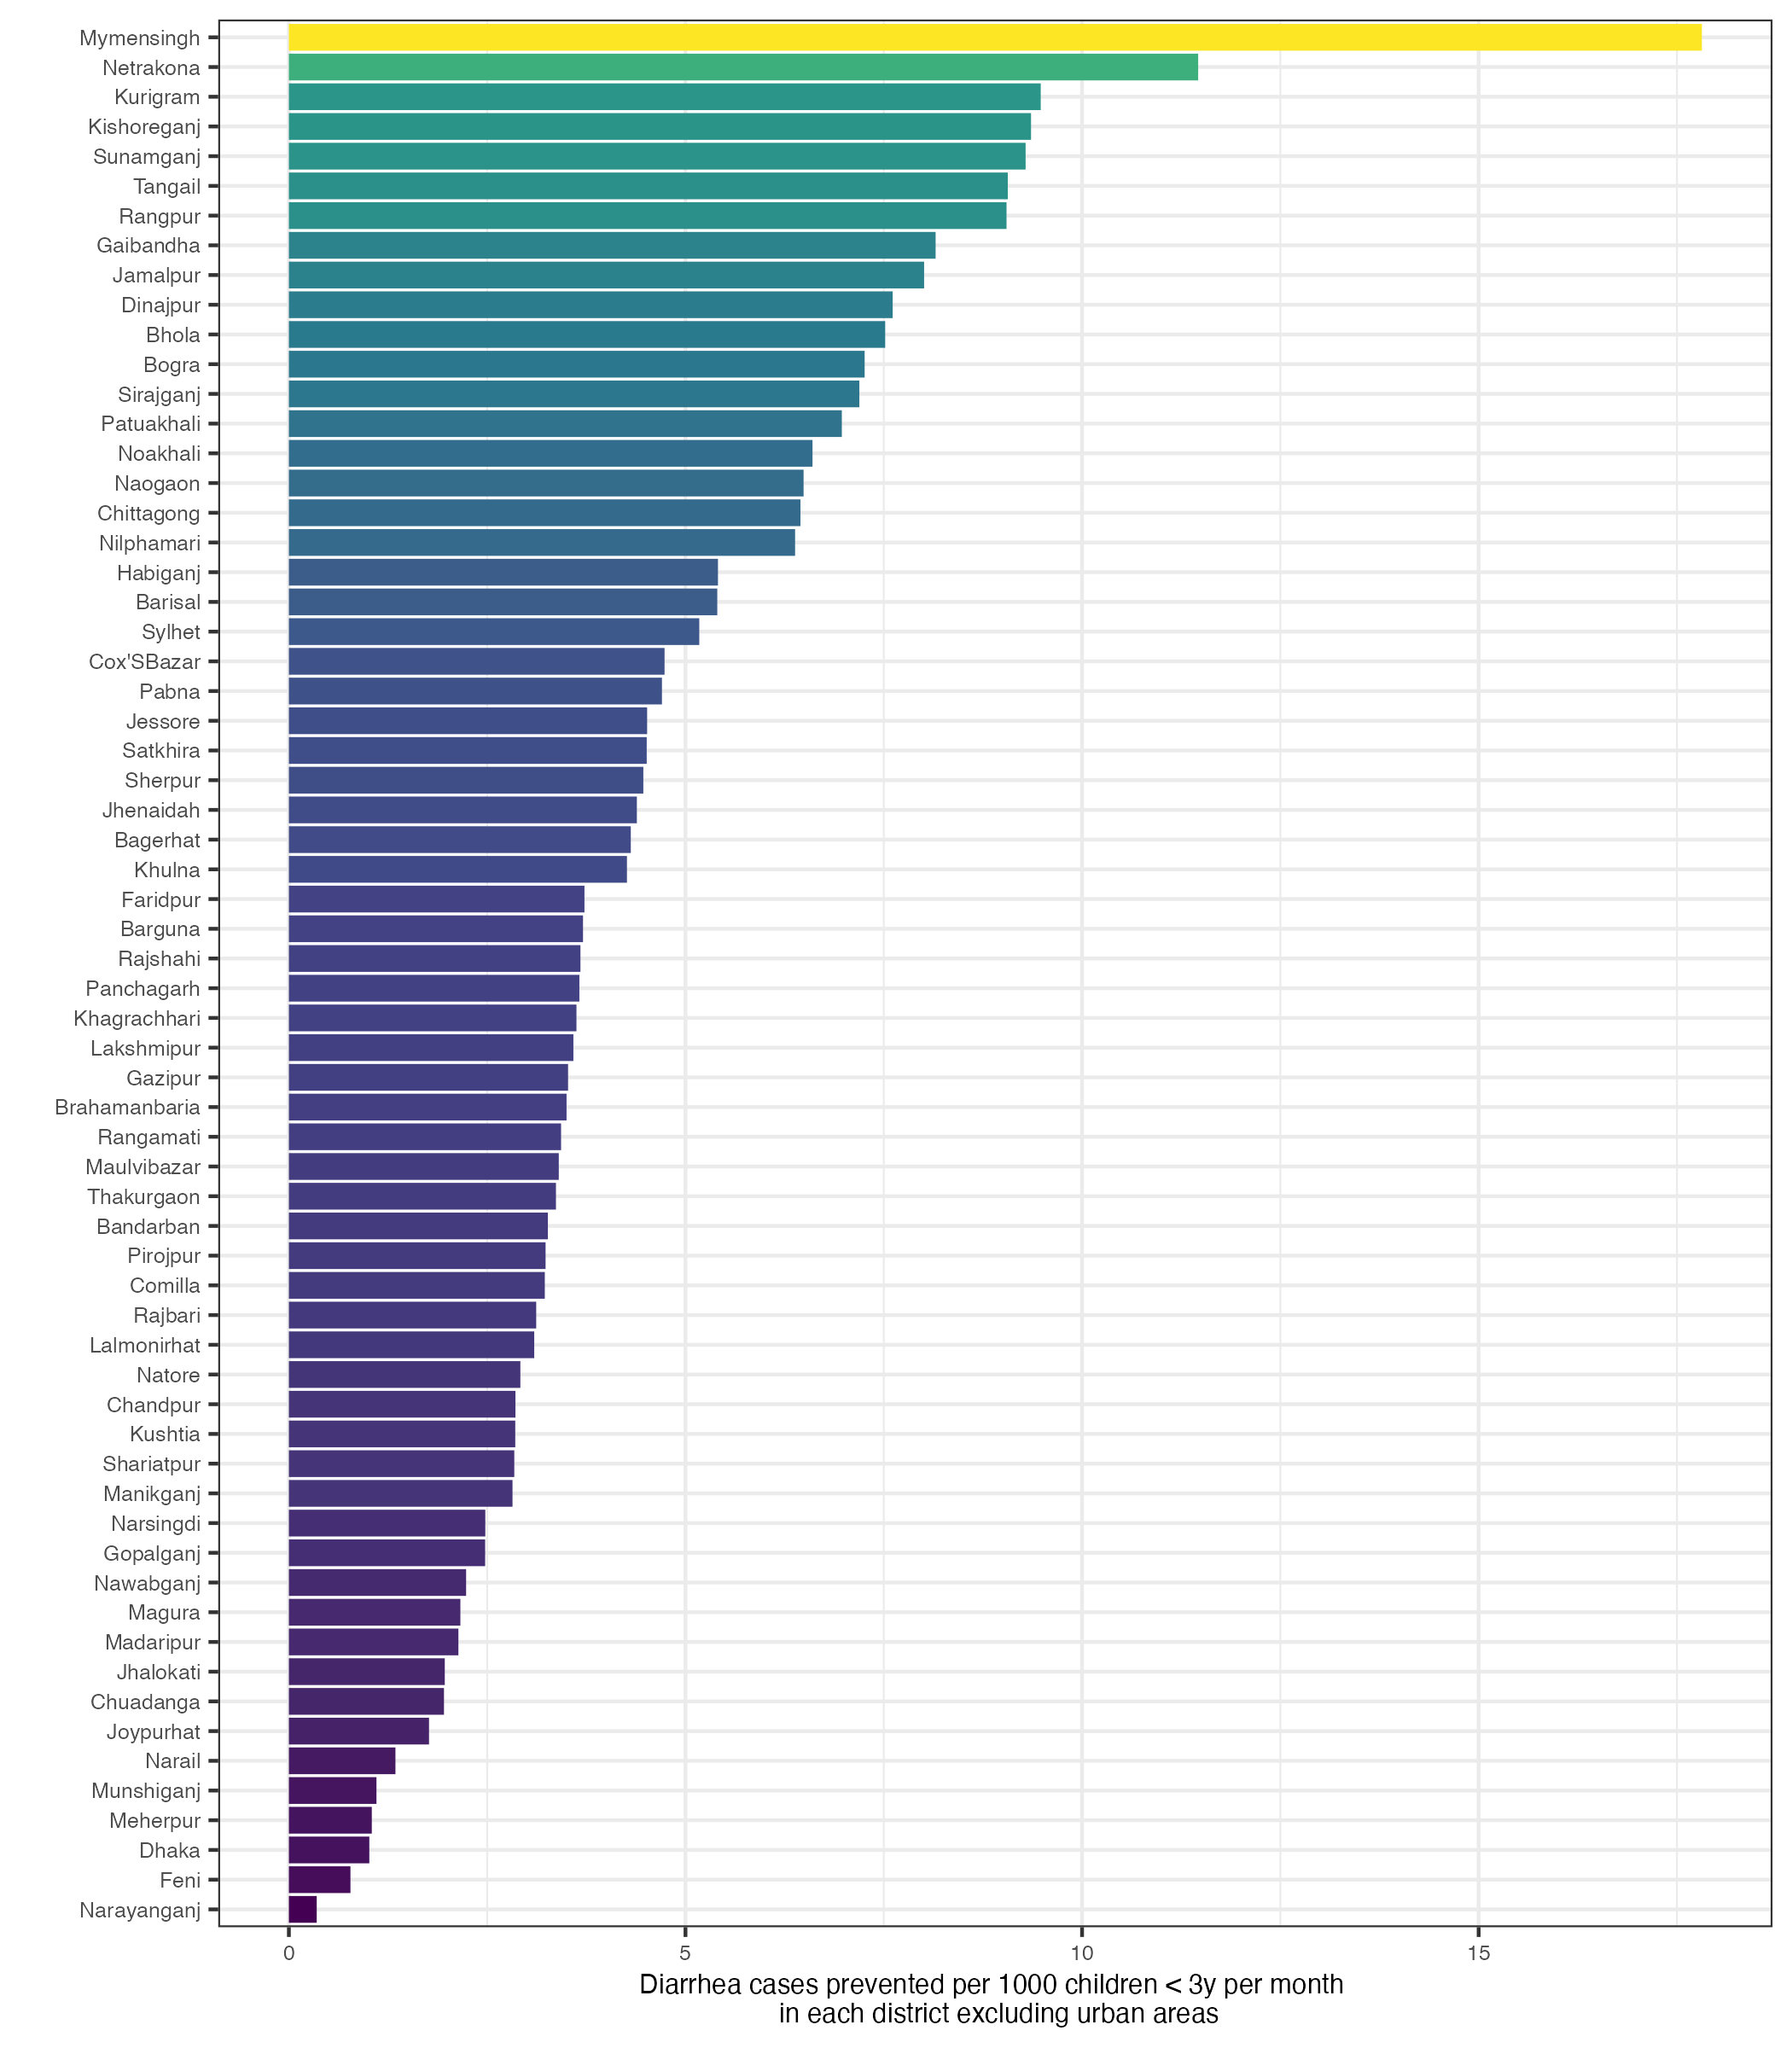 Mymensingh
Netrakona
Kurigram
Kishoreganj
Sunamganj
Tangail
Rangpur
Gaibandha
Jamalpur
Dinajpur
Bhola
Bogra
Sirajganj
Patuakhali
Noakhali
Naogaon
Chittagong
Nilphamari
Habiganj
Barisal
Sylhet
Cox'SBazar
Pabna
Jessore
Satkhira
Sherpur
Jhenaidah
Bagerhat
Khulna
Faridpur
Barguna
Rajshahi
Panchagarh
Khagrachhari
Lakshmipur
Gazipur
Brahamanbaria
Rangamati
Maulvibazar
Thakurgaon
Bandarban
Pirojpur
Comilla
Rajbari
Lalmonirhat
Natore
Chandpur
Kushtia
Shariatpur
Manikganj
Narsingdi
Gopalganj
Nawabganj
Magura
Madaripur
Jhalokati
Chuadanga
Joypurhat
Narail
Munshiganj
Meherpur
Dhaka
Feni
Narayanganj
0 5 10 15
Diarrhea cases prevented per 1000 children < 3y per month
in each district excluding urban areas